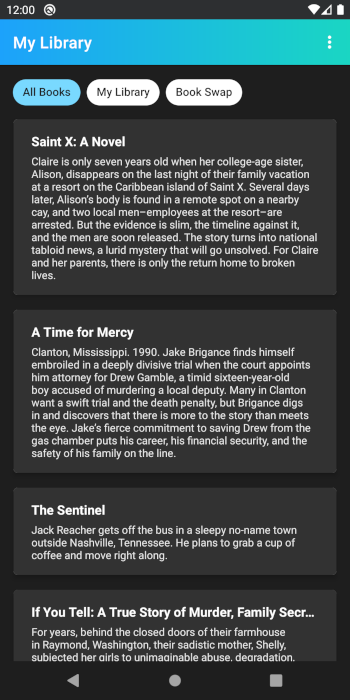 12:00
My Library
All Books
My Library
Book Swap
Saint X: A Novel
Claire is only seven years old when her college-age sister,
Alison, disappears on the last night of their family vacation
at a resort on the Caribbean island of Saint X. Several days
later, Alison's body is found in a remote spot on a nearby
cay, and two local men–employees at the resort–are
arrested. But the evidence is slim, the timeline against it,
and the men are soon released. The story turns into national
tabloid news, a lurid mystery that will go unsolved. For Claire
and her parents, there is only the return home to broken
lives.
A Time for Mercy
Clanton, Mississippi. 1990. Jake Brigance finds himself
embroiled in a deeply divisive trial when the court appoints
him attorney for Drew Gamble, a timid sixteen-year-old
boy accused of murdering a local deputy. Many in Clanton
want a swift trial and the death penalty, but Brigance digs
in and discovers that there is more to the story than meets
the eye. Jake's fierce commitment to saving Drew from the
gas chamber puts his career, his financial security, and the
safety of his family on the line.
The Sentinel
Jack Reacher gets off the bus in a sleepy no-name town
outside Nashville, Tennessee. He plans to grab a cup of
coffee and move right along.
If You Tell: A True Story of Murder, Family Secr...
For years, behind the closed doors of their farmhouse
in Raymond, Washington, their sadistic mother, Shelly,
subjected her girls to unimaginable abuse, degradation,